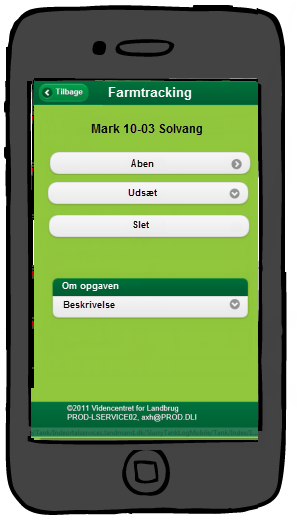 Tilbage
Farmtracking
Mark 10-03 Solvang
Åben
Udsæt
Slet
Om opgaven
Beskrivelse
©2011 Videncentret for Landbrug
PROD-LSERVICE02, axh@PROD.DLI